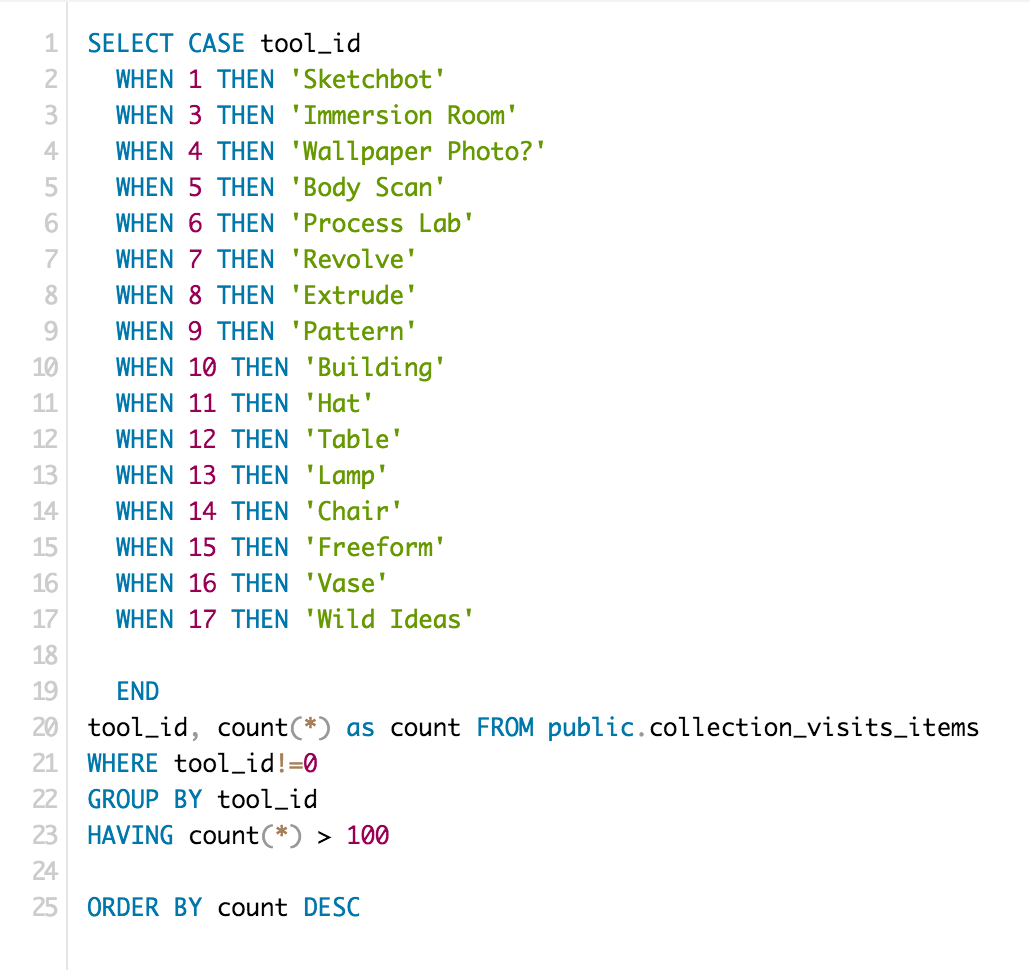 1 SELECT CASE tool_id
2 WHEN 1 THEN 'Sketchbot'
3 WHEN 3 THEN 'Immersion Room'
4 WHEN 4 THEN 'Wallpaper Photo?'
5 WHEN 5 THEN 'Body Scan'
6 WHEN 6 THEN 'Process Lab'
7 WHEN 7 THEN 'Revolve'
8 WHEN 8 THEN 'Extrude'
9 WHEN 9 THEN 'Pattern'
10 WHEN 10 THEN 'Building'
11 WHEN 11 THEN 'Hat'
12 WHEN 12 THEN 'Table'
13 WHEN 13 THEN 'Lamp'
14 WHEN 14 THEN 'Chair'
15 WHEN 15 THEN 'Freeform'
16 WHEN 16 THEN 'Vase'
17 WHEN 17 THEN 'Wild Ideas'
18
19 END
20 tool_id, count(*) as count FROM public.collection_visits_items
21 WHERE tool_id!=0
22 GROUP BY tool_id
23 HAVING count(*) > 100
24
25 ORDER BY count DESC